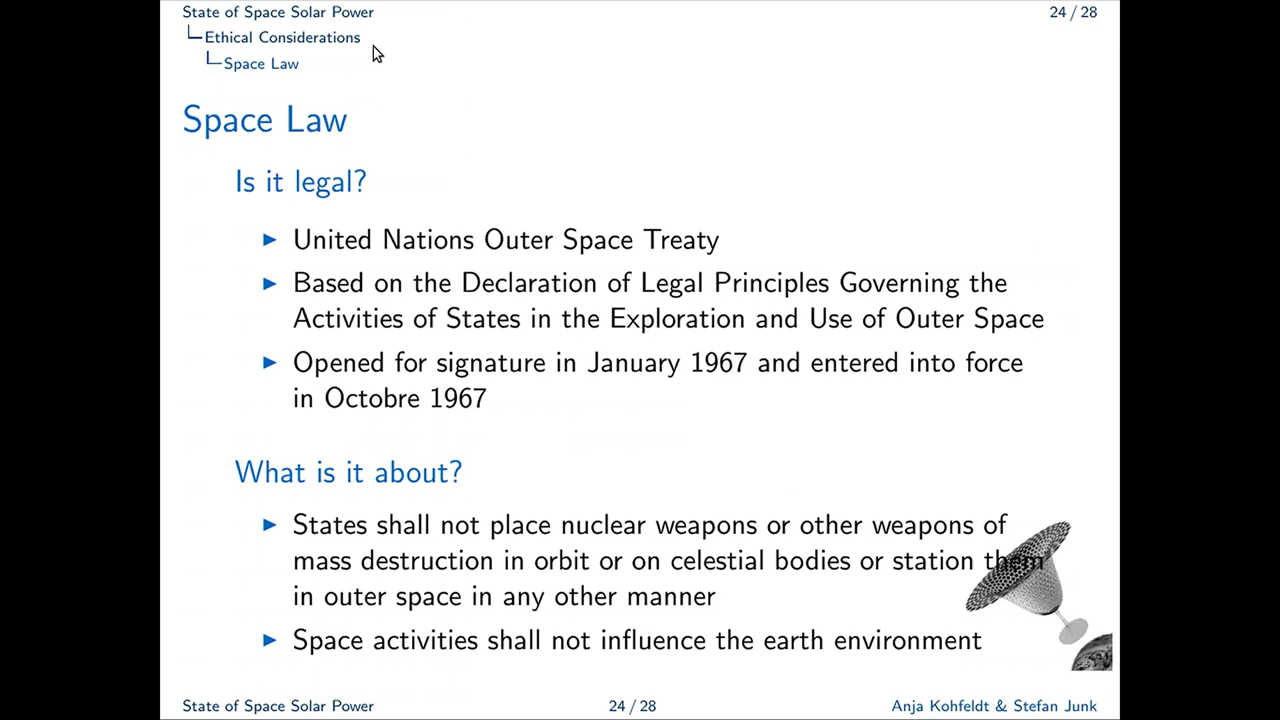 State of Space Solar Power 24 / 28
Ethical Considerations
Space Law
Space Law
Is it legal?
United Nations Outer Space Treaty
Based on the Declaration of Legal Principles Governing the
Activities of States in the Exploration and Use of Outer Space
Opened for signature in January 1967 and entered into force
in Octobre 1967
What is it about?
States shall not place nuclear weapons or other weapons of
mass destruction in orbit or on celestial bodies or station them
in outer space in any other manner
Space activities shall not influence the earth environment
State of Space Solar Power 24 / 28 Anja Kohfeldt & Stefan Junk